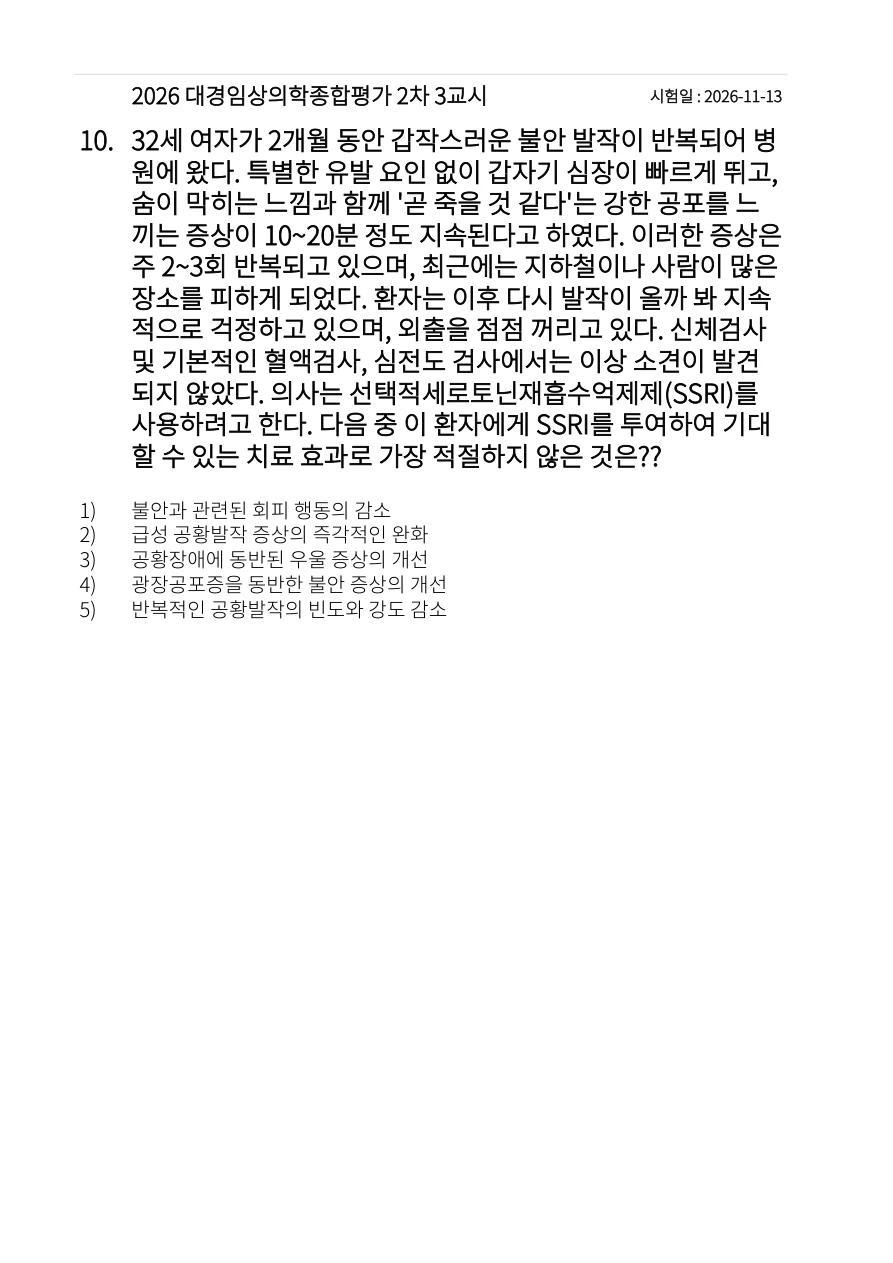 2026 대경임상의학종합평가 2차 3교시 시험일 : 2026-11-13
10. 32세 여자가 2개월 동안 갑작스러운 불안 발작이 반복되어 병
원에 왔다. 특별한 유발 요인 없이 갑자기 심장이 빠르게 뛰고,
숨이 막히는 느낌과 함께 '곧 죽을 것 같다'는 강한 공포를 느
끼는 증상이 10~20분 정도 지속된다고 하였다. 이러한 증상은
주 2~3회 반복되고 있으며, 최근에는 지하철이나 사람이 많은
장소를 피하게 되었다. 환자는 이후 다시 발작이 올까 봐 지속
적으로 걱정하고 있으며, 외출을 점점 꺼리고 있다. 신체검사
및 기본적인 혈액검사, 심전도 검사에서는 이상 소견이 발견
되지 않았다. 의사는 선택적세로토닌재흡수억제제(SSRI)를
사용하려고 한다. 다음 중 이 환자에게 SSRI를 투여하여 기대
할 수 있는 치료 효과로 가장 적절하지 않은 것은??
1) 불안과 관련된 회피 행동의 감소
2) 급성 공황발작 증상의 즉각적인 완화
3) 공황장애에 동반된 우울 증상의 개선
4) 광장공포증을 동반한 불안 증상의 개선
5) 반복적인 공황발작의 빈도와 강도 감소